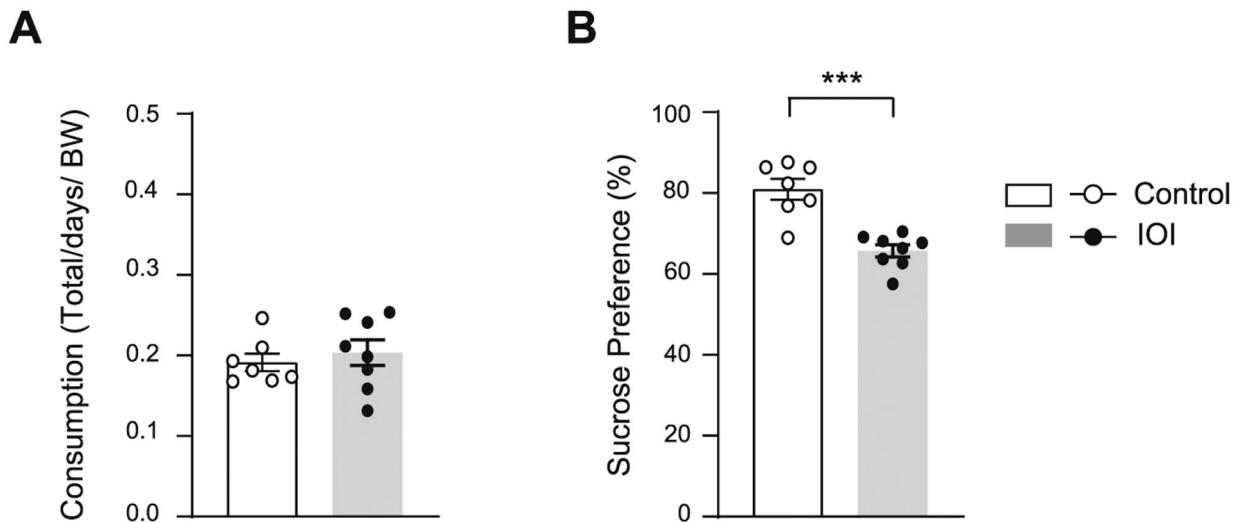 A
Consumption (Total/days/ BW)
0.5
0.4
0.3
0.2
0.1
0.0
B
***
Sucrose Preference (%)
100
80
60
40
20
0
Control
IOI